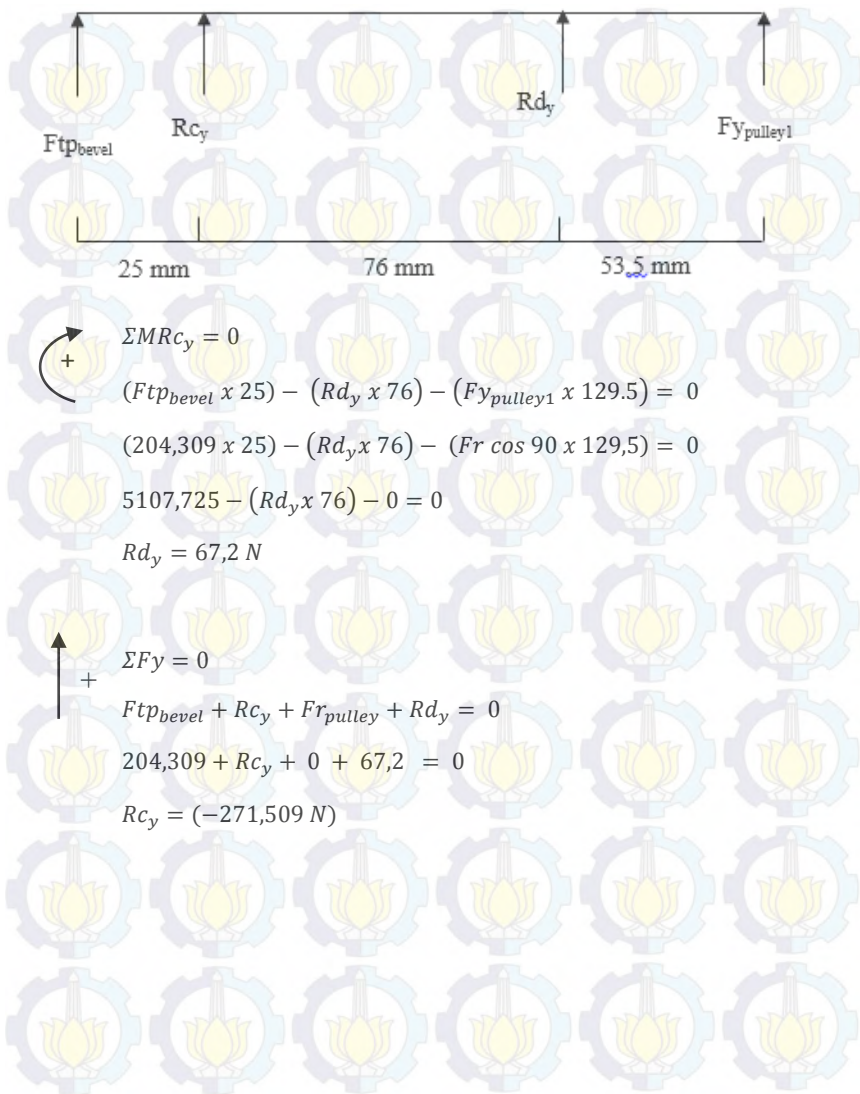 Ftp_bevel Rc_y Rd_y Fy_pulley1
25 mm 76 mm 53.5 mm
+ ΣMRc_y = 0
(Ftp_bevel x 25) − (Rd_y x 76) − (Fy_pulley1 x 129.5) = 0
(204,309 x 25) − (Rd_y x 76) − (Fr cos 90 x 129,5) = 0
5107,725 − (Rd_y x 76) − 0 = 0
Rd_y = 67,2 N
+ ΣFy = 0
Ftp_bevel + Rc_y + Fr_pulley + Rd_y = 0
204,309 + Rc_y + 0 + 67,2 = 0
Rc_y = (−271,509 N)